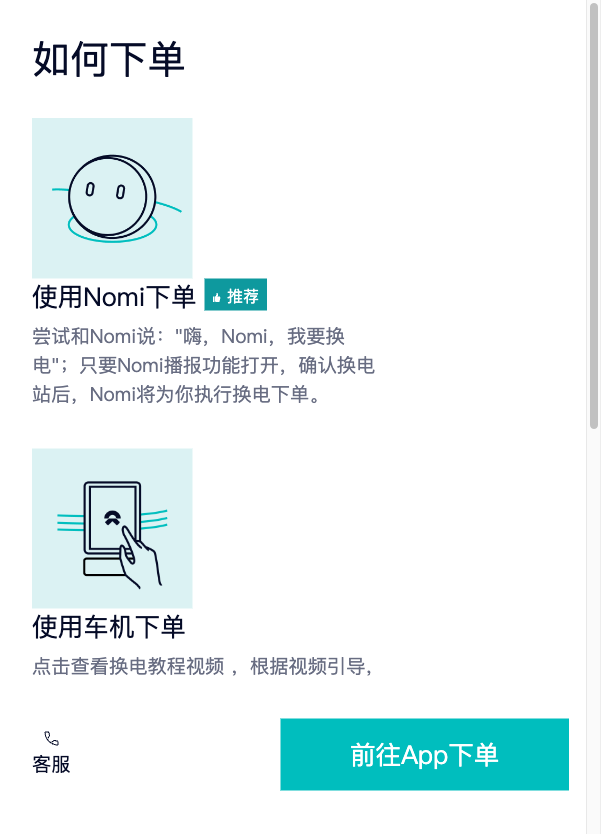 如何下单
使用Nomi下单 推荐
尝试和Nomi说："嗨，Nomi，我要换
电"；只要Nomi播报功能打开，确认换电
站后，Nomi将为你执行换电下单。
使用车机下单
点击查看换电教程视频 ，根据视频引导，
客服
前往App下单